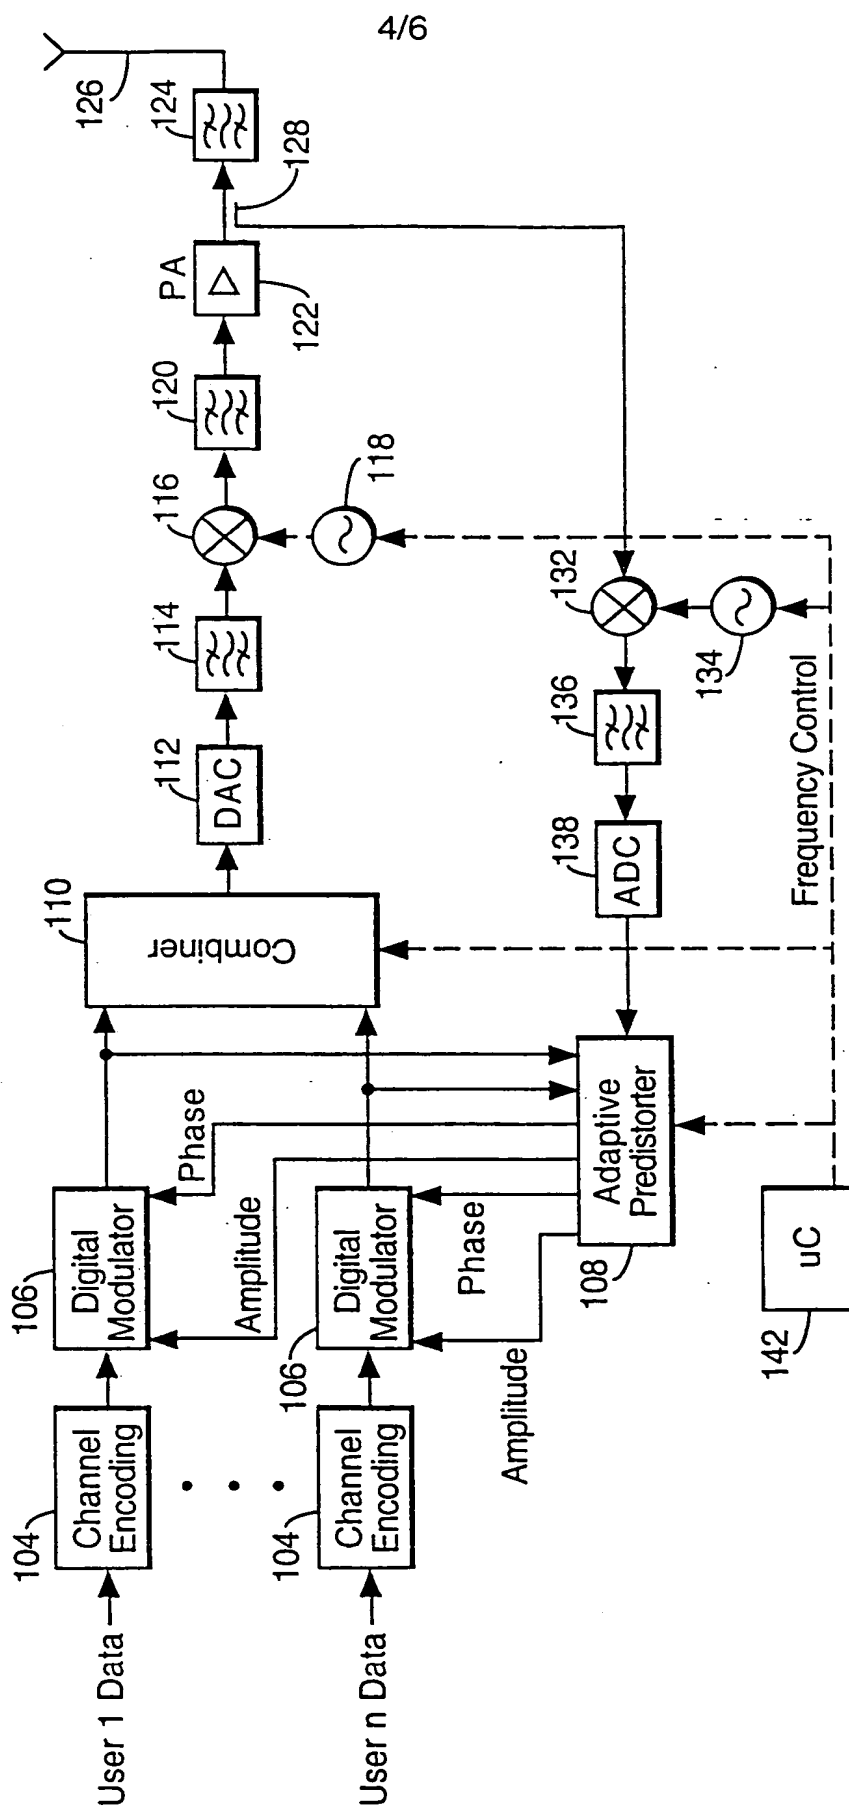 4/6
User 1 Data
104
Channel
Encoding
106
Digital
Modulator
Phase
Amplitude
110
Combiner
112
DAC
114
116
118
120
PA
122
124
126
128
User n Data
104
Channel
Encoding
106
Digital
Modulator
Phase
Amplitude
108
Adaptive
Predistorter
138
ADC
136
132
134
Frequency Control
142
uC